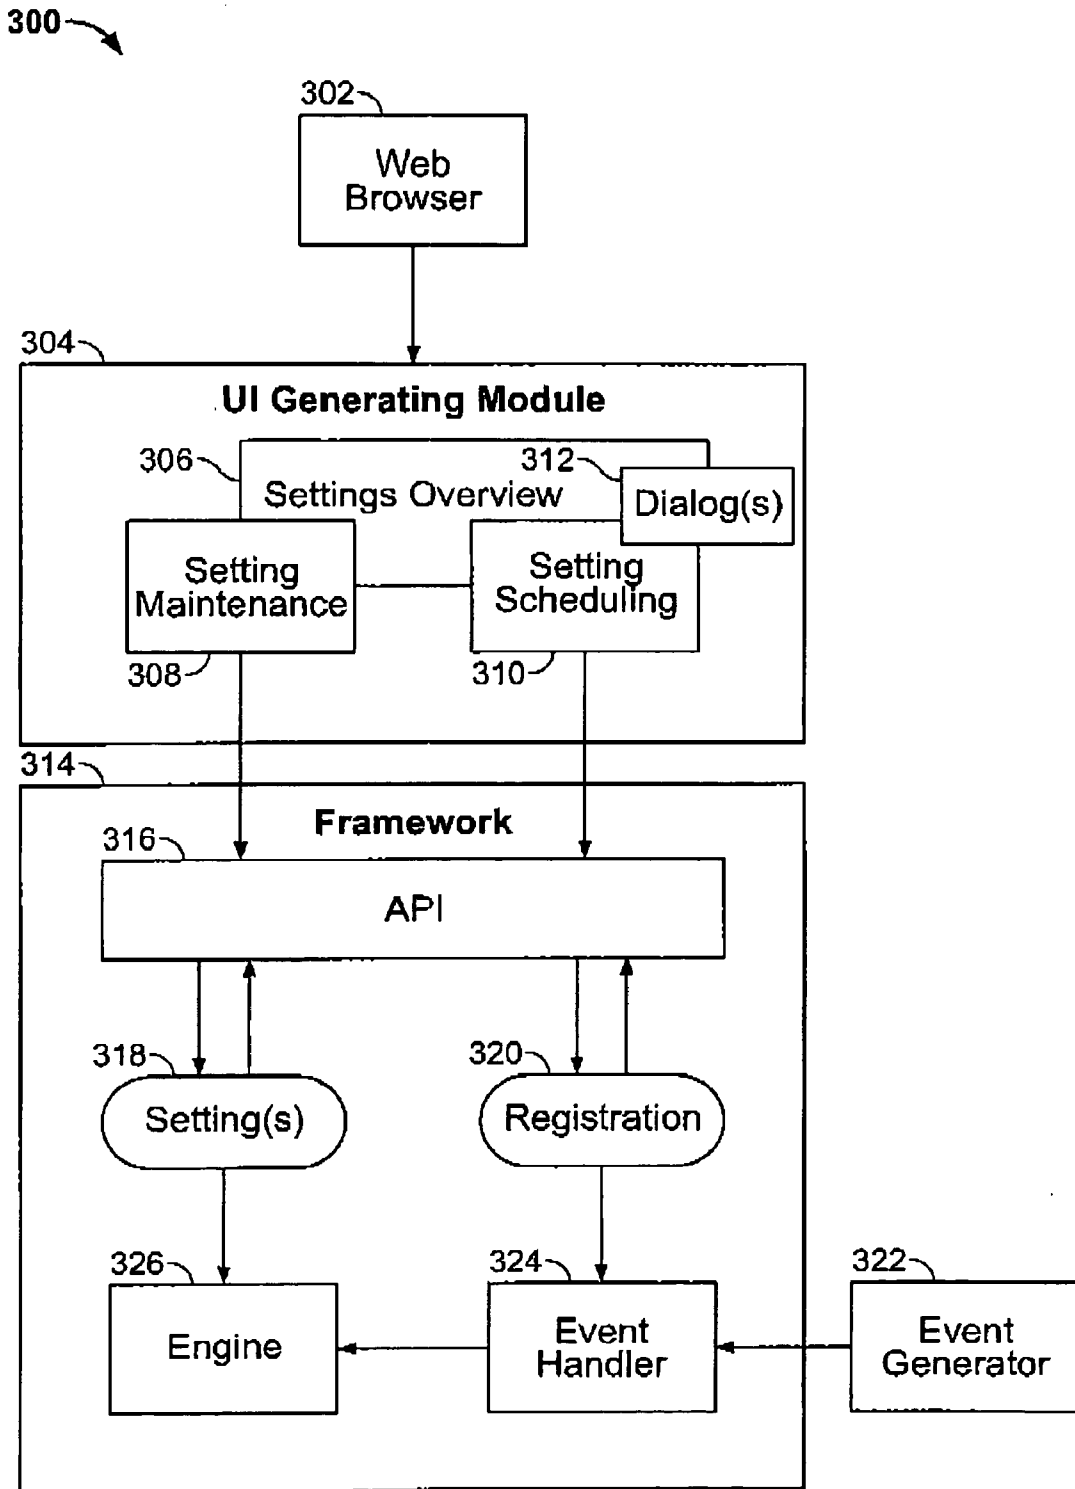 300
302
Web
Browser
304
UI Generating Module
306
312
Settings Overview
Dialog(s)
Setting
Maintenance
Setting
Scheduling
308
310
314
Framework
316
API
318
320
Setting(s)
Registration
326
324
322
Engine
Event
Handler
Event
Generator